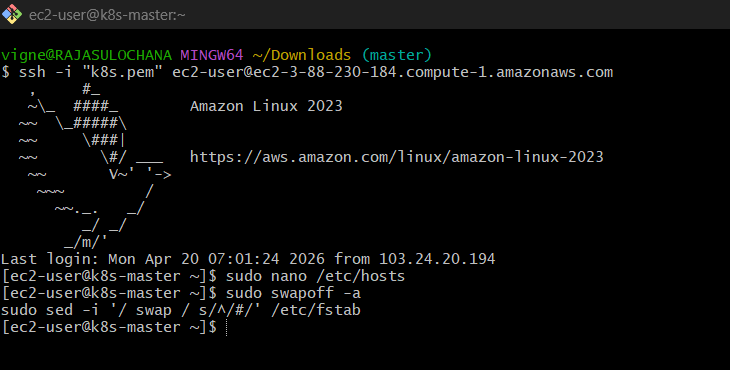 ec2-user@k8s-master:~
vigne@RAJASULOCHANA MINGW64 ~/Downloads (master)
$ ssh -i "k8s.pem" ec2-user@ec2-3-88-230-184.compute-1.amazonaws.com
   ,     #_
   ~\_  ####_        Amazon Linux 2023
  ~~  \_#####\
  ~~     \###|
  ~~       \#/ ___   https://aws.amazon.com/linux/amazon-linux-2023
   ~~       V~' '->
    ~~~         /
      ~~._.   _/
         _/ _/
       _/m/'
Last login: Mon Apr 20 07:01:24 2026 from 103.24.20.194
[ec2-user@k8s-master ~]$ sudo nano /etc/hosts
[ec2-user@k8s-master ~]$ sudo swapoff -a
sudo sed -i '/ swap / s/^/#/' /etc/fstab
[ec2-user@k8s-master ~]$